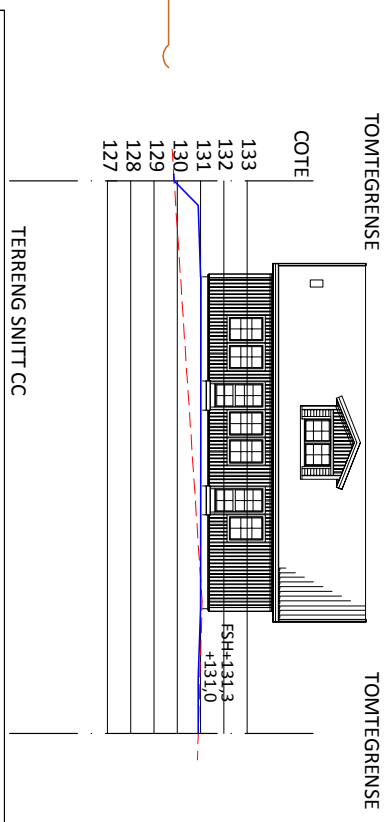 TOMTEGRENSE
TOMTEGRENSE
COTE
133
132
131
130
129
128
127
FSH+131,3
+131,0
TERRENG SNITT CC